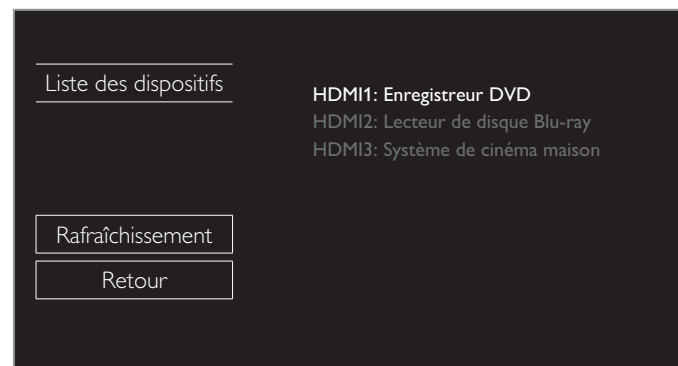 Liste des dispositifs
HDMI1: Enregistreur DVD
HDMI2: Lecteur de disque Blu-ray
HDMI3: Système de cinéma maison
Rafraîchissement
Retour